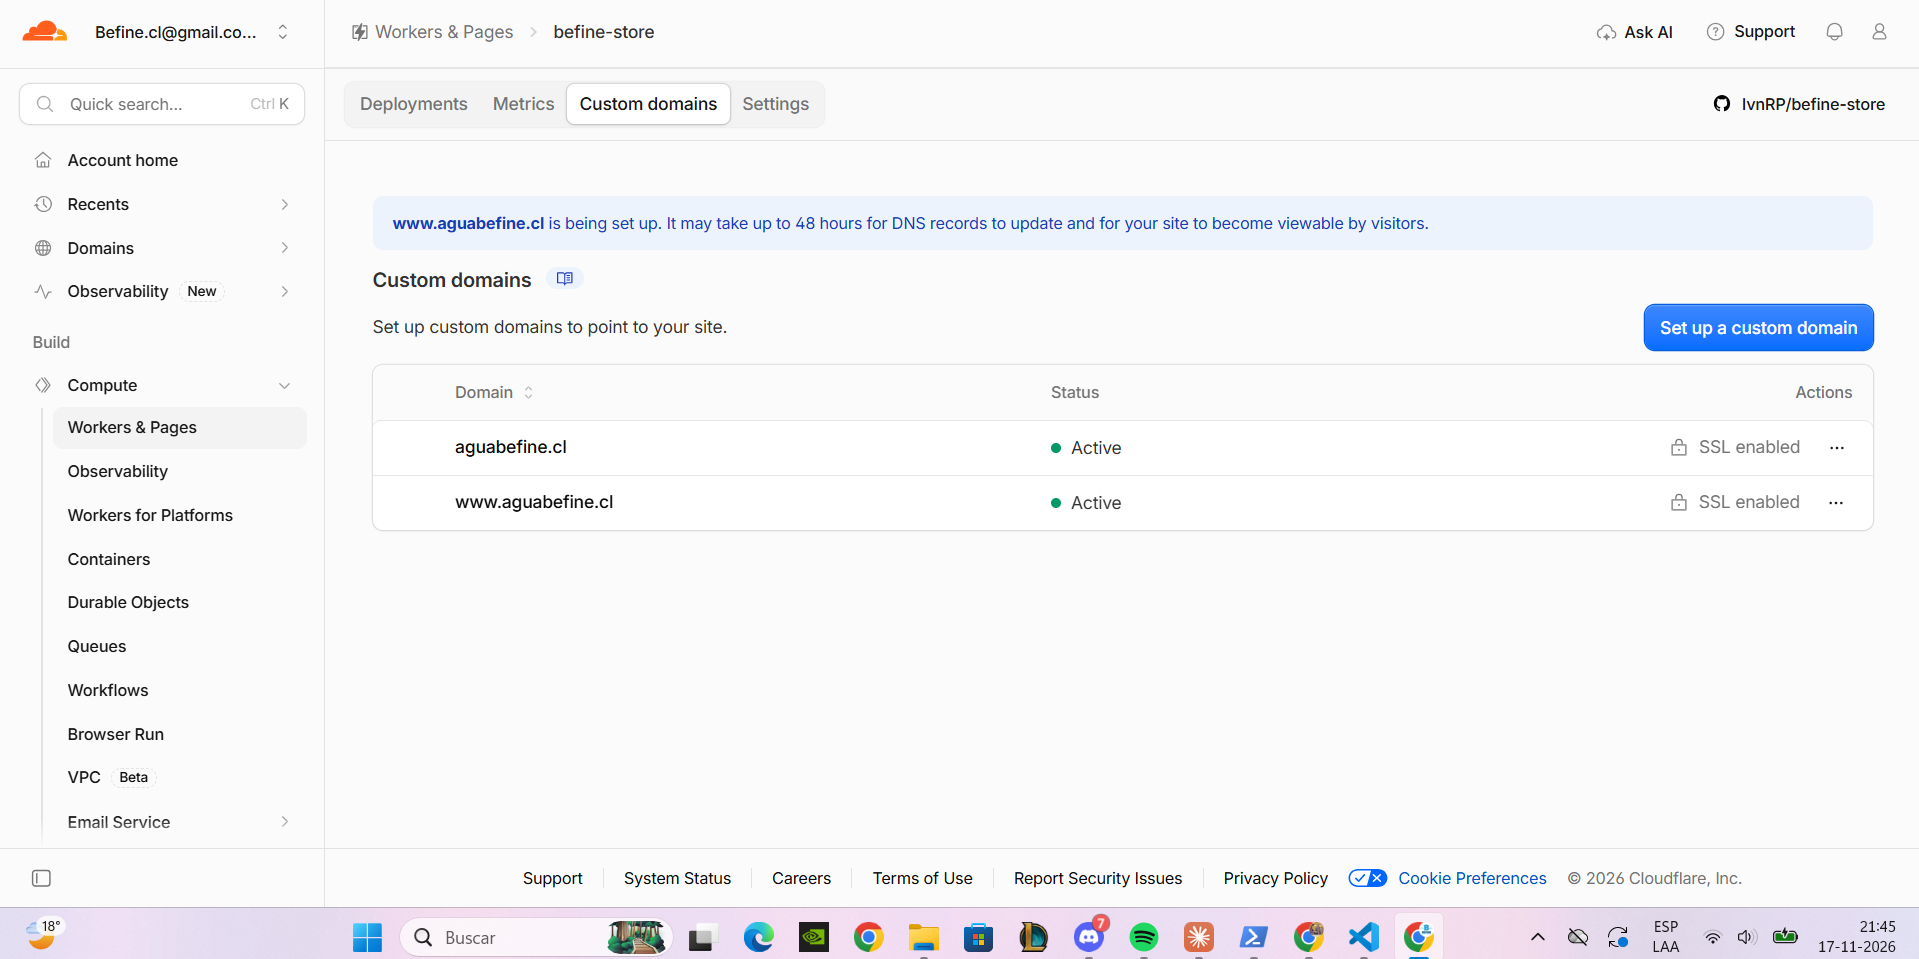 Befine.cl@gmail.co...
Workers & Pages
befine-store
Ask AI
Support
Quick search...
Ctrl K
Deployments
Metrics
Custom domains
Settings
IvnRP/befine-store
Account home
Recents
Domains
Observability
New
Build
Compute
Workers & Pages
Observability
Workers for Platforms
Containers
Durable Objects
Queues
Workflows
Browser Run
VPC
Beta
Email Service
www.aguabefine.cl is being set up. It may take up to 48 hours for DNS records to update and for your site to become viewable by visitors.
Custom domains
Set up custom domains to point to your site.
Set up a custom domain
Domain
Status
Actions
aguabefine.cl
Active
SSL enabled
www.aguabefine.cl
Active
SSL enabled
Support
System Status
Careers
Terms of Use
Report Security Issues
Privacy Policy
Cookie Preferences
© 2026 Cloudflare, Inc.
18°
Buscar
7
ESP
LAA
21:45
17-11-2026